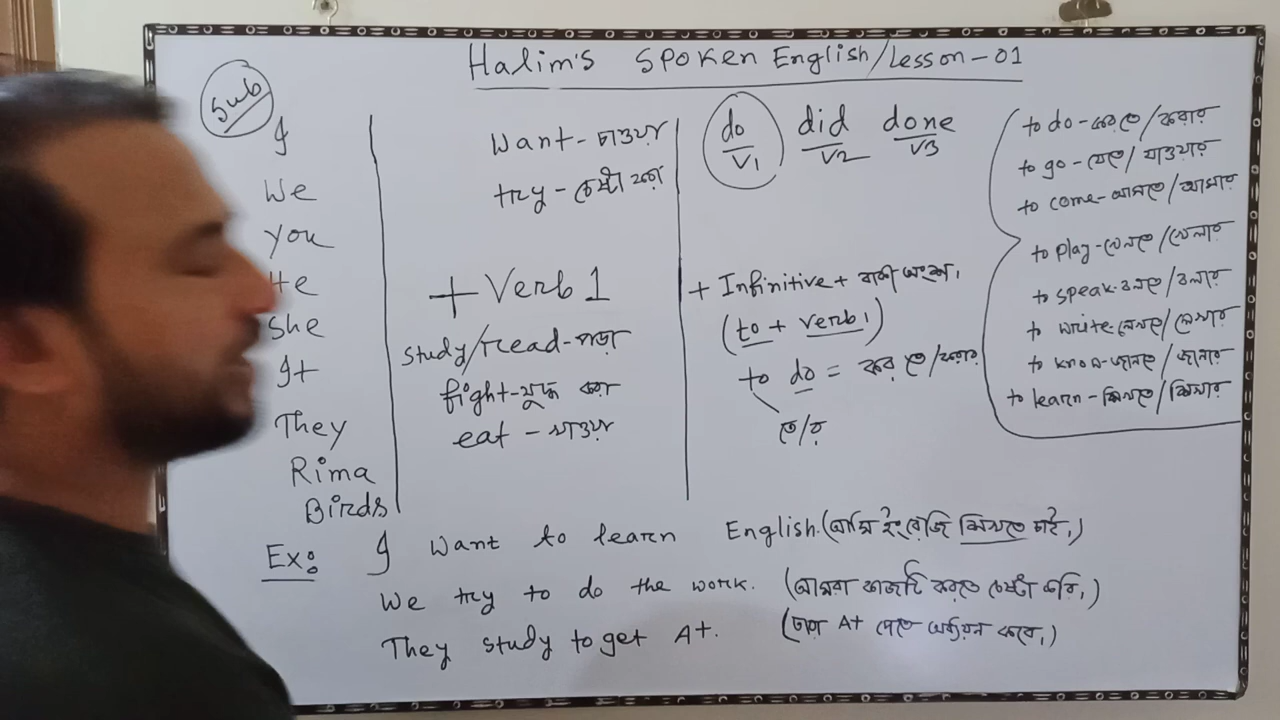 Halim's Spoken English/Lesson-01
Sub
I
We
you
He
She
It
They
Rima
Birds
Want - চাওয়া
try - চেষ্টা করা
+ Verb 1
study/read - পড়া
fight - যুদ্ধ করা
eat - খাওয়া
do did done
V1 V2 V3
+ Infinitive + বাকী অংশ।
(to + verb1)
to do = করতে/করার
তে/র
to do - করতে/করার
to go - যেতে/যাওয়ার
to come - আসতে/আসার
to play - খেলতে/খেলার
to speak - বলতে/বলার
to write - লেখতে/লেখার
to know - জানতে/জানার
to learn - শিখতে/শিখার
Ex: I want to learn English. (আমি ইংরেজি শিখতে চাই।)
We try to do the work. (আমরা কাজটি করতে চেষ্টা করি।)
They study to get A+. (তারা A+ পেতে অধ্যয়ন করে।)